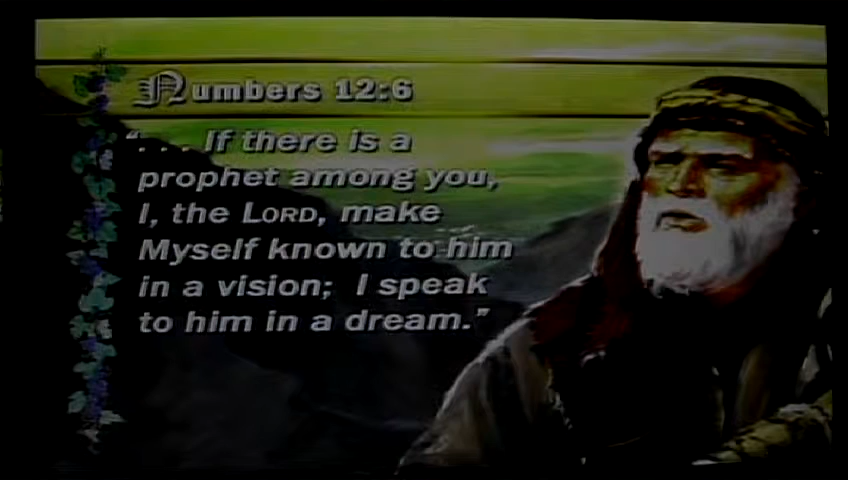 Numbers 12:6
“. . . If there is a
prophet among you,
I, the LORD, make
Myself known to him
in a vision; I speak
to him in a dream.”